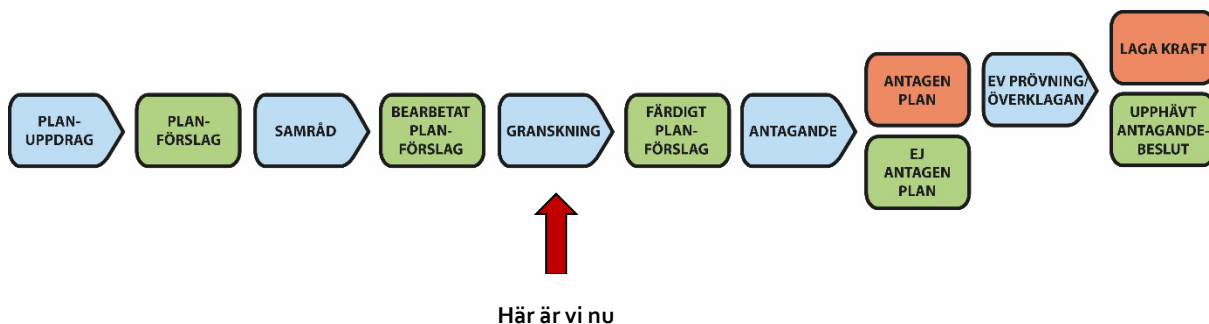 PLAN-
UPPDRAG
PLAN-
FÖRSLAG
SAMRÅD
BEARBETAT
PLAN-
FÖRSLAG
GRANSKNING
FÄRDIGT
PLAN-
FÖRSLAG
ANTAGANDE
ANTAGEN
PLAN
EJ
ANTAGEN
PLAN
EV PRÖVNING/
ÖVERKLAGAN
LAGA KRAFT
UPPHÄVT
ANTAGANDE-
BESLUT
Här är vi nu